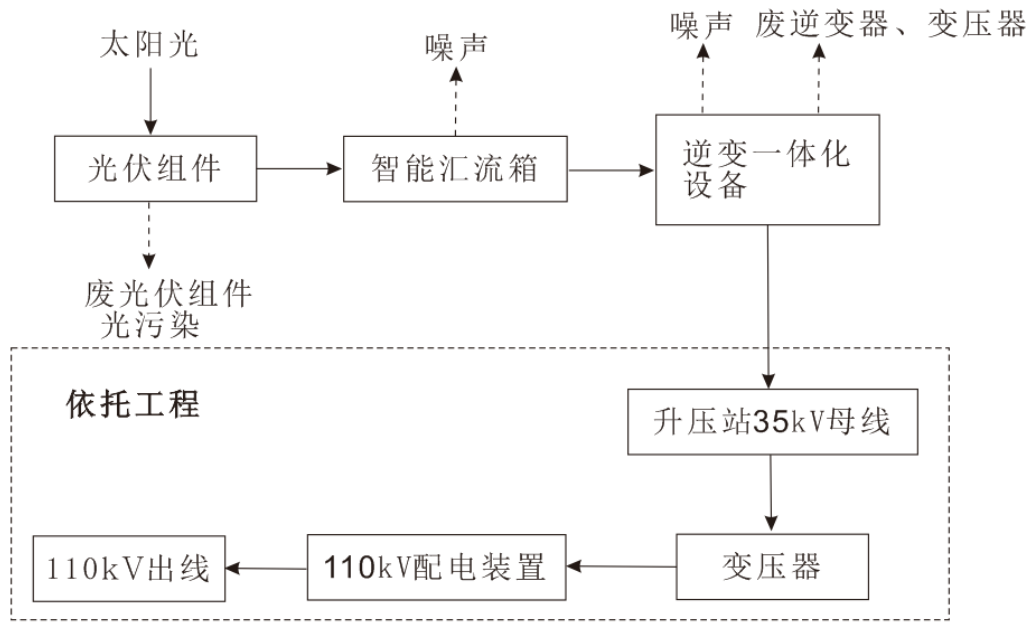 太阳光
噪声
噪声
废逆变器、变压器
光伏组件
智能汇流箱
逆变一体化
设备
废光伏组件
光污染
依托工程
升压站35kV母线
110kV出线
110kV配电装置
变压器